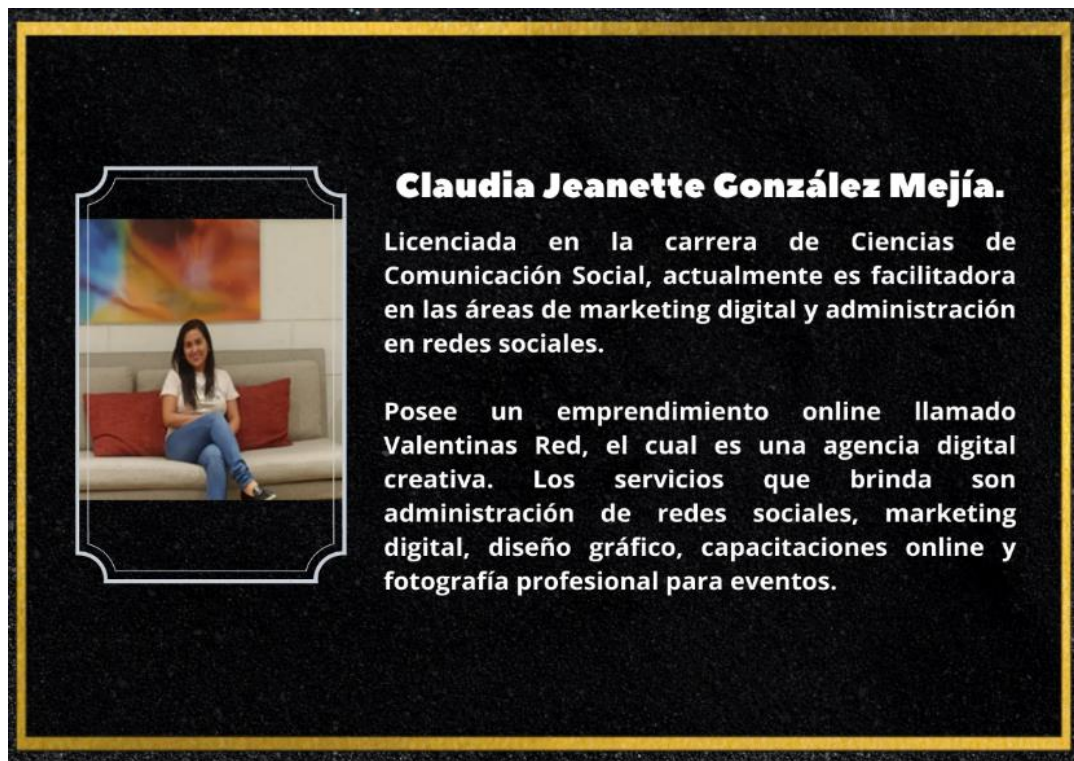 Claudia Jeanette González Mejía.
Licenciada en la carrera de Ciencias de
Comunicación Social, actualmente es facilitadora
en las áreas de marketing digital y administración
en redes sociales.
Posee un emprendimiento online llamado
Valentinas Red, el cual es una agencia digital
creativa. Los servicios que brinda son
administración de redes sociales, marketing
digital, diseño gráfico, capacitaciones online y
fotografía profesional para eventos.